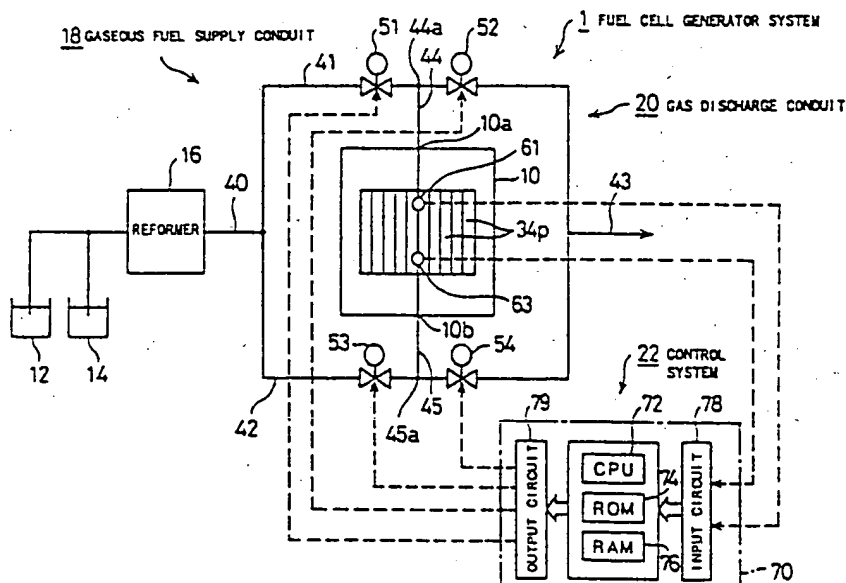 18 GASEOUS FUEL SUPPLY CONDUIT
51
44a
52
1 FUEL CELL GENERATOR SYSTEM
41
44
20 GAS DISCHARGE CONDUIT
10a
61
10
16
40
43
REFORMER
34p
63
12
14
10b
53
54
22 CONTROL SYSTEM
42
45
45a
79
72
78
OUTPUT CIRCUIT
CPU
74
ROM
RAM
76
INPUT CIRCUIT
70